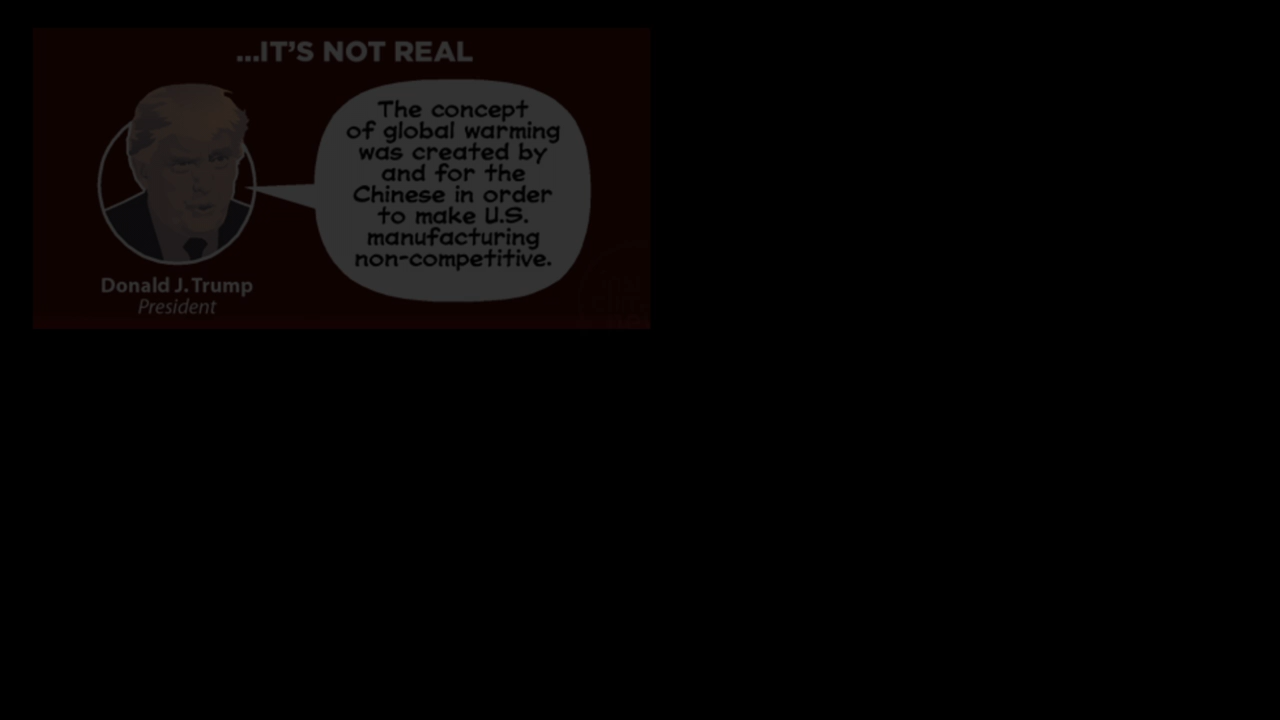 ...IT'S NOT REAL
The concept
of global warming
was created by
and for the
Chinese in order
to make U.S.
manufacturing
non-competitive.
Donald J. Trump
President